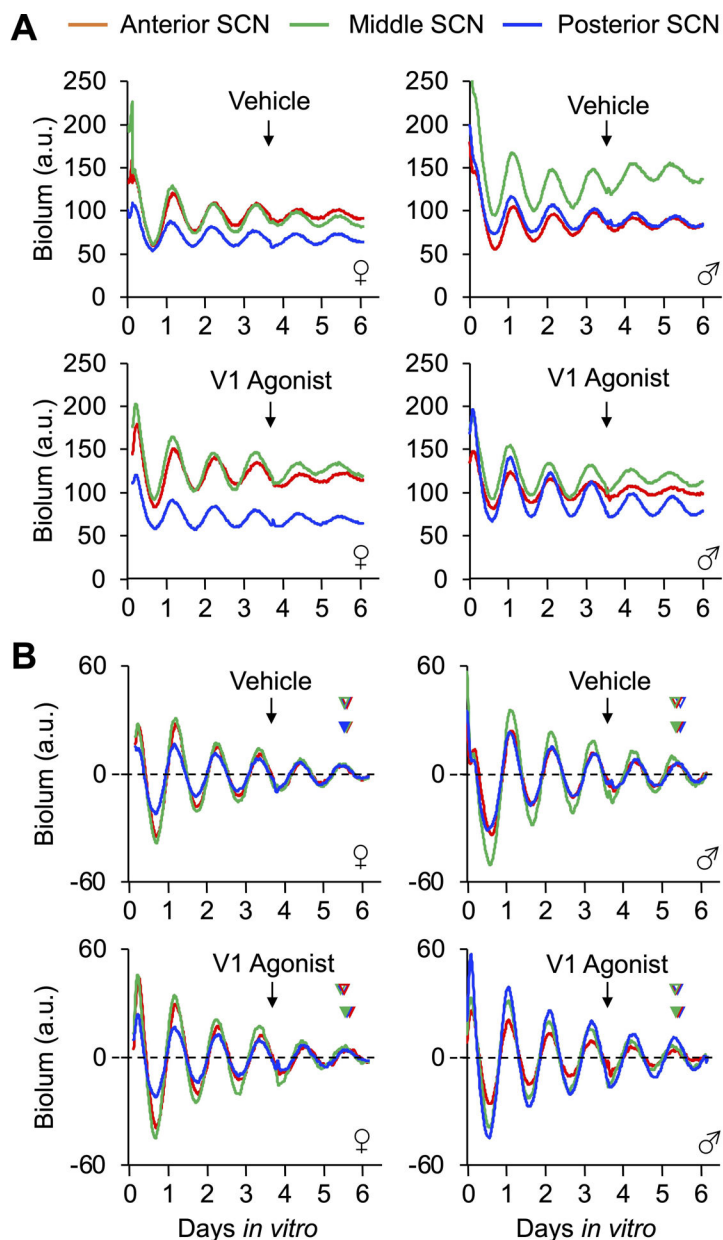 A Anterior SCN Middle SCN Posterior SCN
250 Vehicle 250 Vehicle
200 200
150 150
100 100
50 50
0 ♀ 0 ♂
0 1 2 3 4 5 6 0 1 2 3 4 5 6
Biolum (a.u.)
250 V1 Agonist 250 V1 Agonist
200 200
150 150
100 100
50 50
0 ♀ 0 ♂
0 1 2 3 4 5 6 0 1 2 3 4 5 6
Biolum (a.u.)
B
60 Vehicle 60 Vehicle
0 0
-60 ♀ -60 ♂
0 1 2 3 4 5 6 0 1 2 3 4 5 6
Biolum (a.u.)
60 V1 Agonist 60 V1 Agonist
0 0
-60 ♀ -60 ♂
0 1 2 3 4 5 6 0 1 2 3 4 5 6
Biolum (a.u.)
Days in vitro Days in vitro